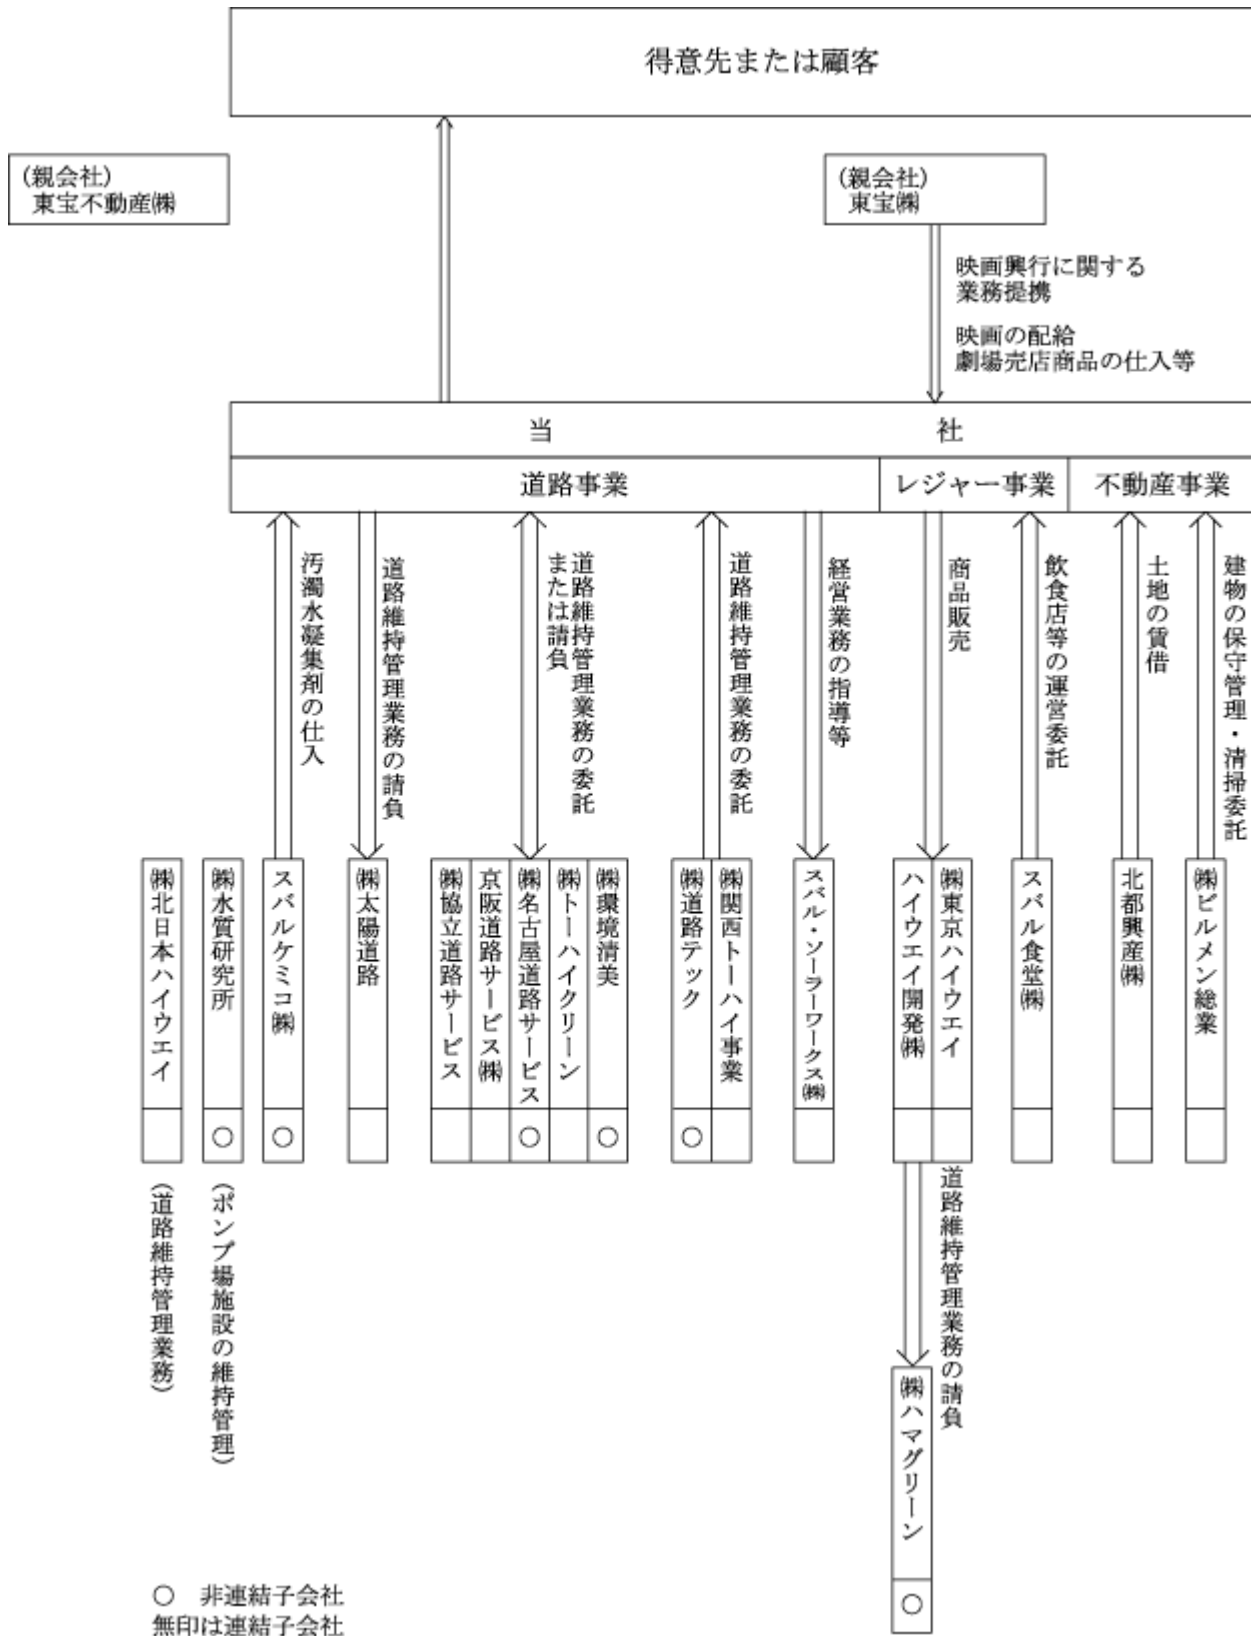 得意先または顧客
(親会社)
東宝不動産㈱
(親会社)
東宝㈱
映画興行に関する
業務提携
映画の配給
劇場売店商品の仕入等
当社
道路事業
レジャー事業
不動産事業
汚濁水凝集剤の仕入
道路維持管理業務の請負
道路維持管理業務の委託
または請負
道路維持管理業務の委託
経営業務の指導等
商品販売
飲食店等の運営委託
土地の賃借
建物の保守管理・清掃委託
㈱北日本ハイウエイ
㈱水質研究所
○
スバルケミコ㈱
○
㈱太陽道路
㈱協立道路サービス
京阪道路サービス㈱
㈱名古屋道路サービス
○
㈱トーハイクリーン
㈱環境清美
○
㈱道路テック
○
㈱関西トーハイ事業
スバル・ソーラーワークス㈱
ハイウエイ開発㈱
㈱東京ハイウエイ
スバル食堂㈱
北都興産㈱
㈱ビルメン総業
(道路維持管理業務)
(ポンプ場施設の維持管理)
道路維持管理業務の請負
㈱ハマグリーン
○
○ 非連結子会社
無印は連結子会社